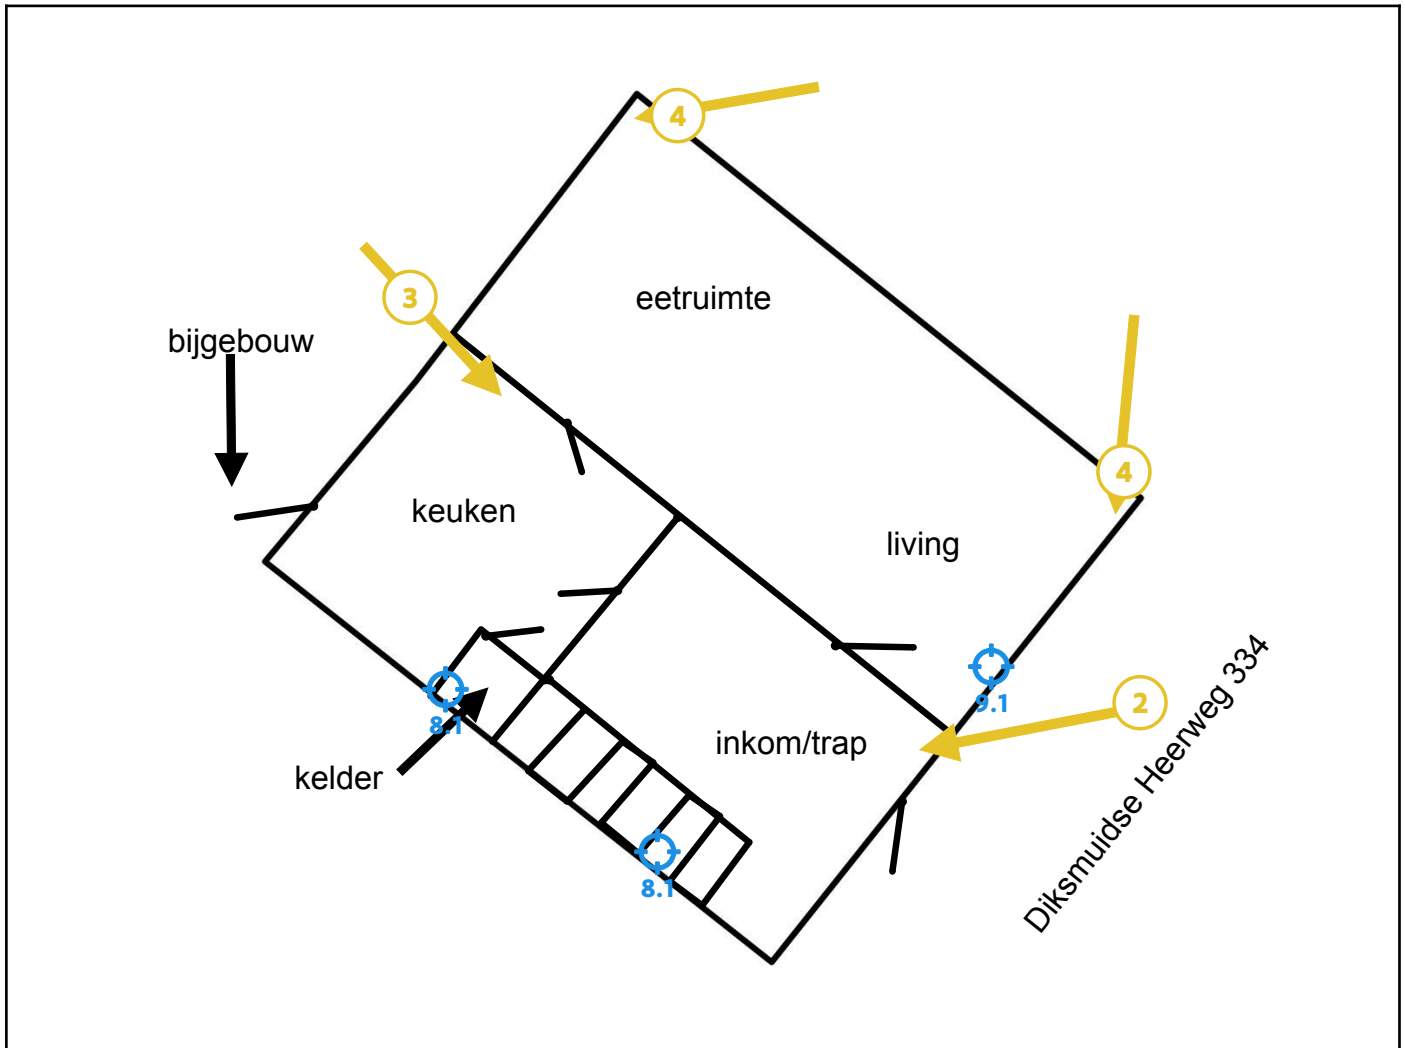 4
3
eetruimte
bijgebouw
4
keuken
living
8.1
9.1
2
inkom/trap
kelder
Diksmuidse Heerweg 334
8.1